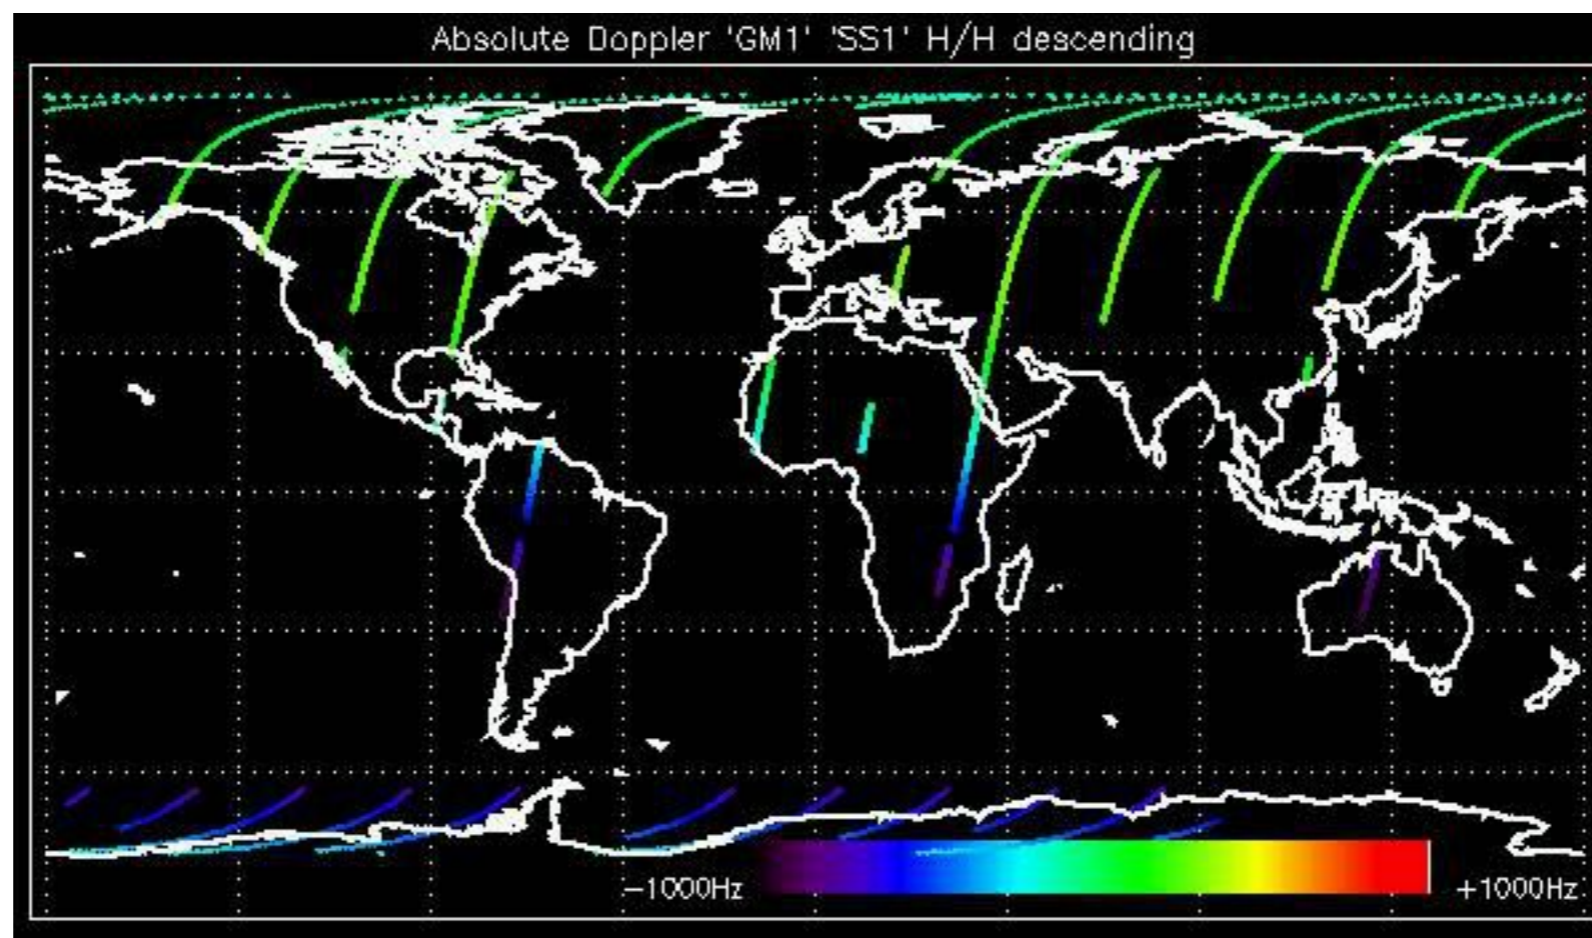 Absolute Doppler 'GM1' 'SS1' H/H descending
−1000Hz
+1000Hz